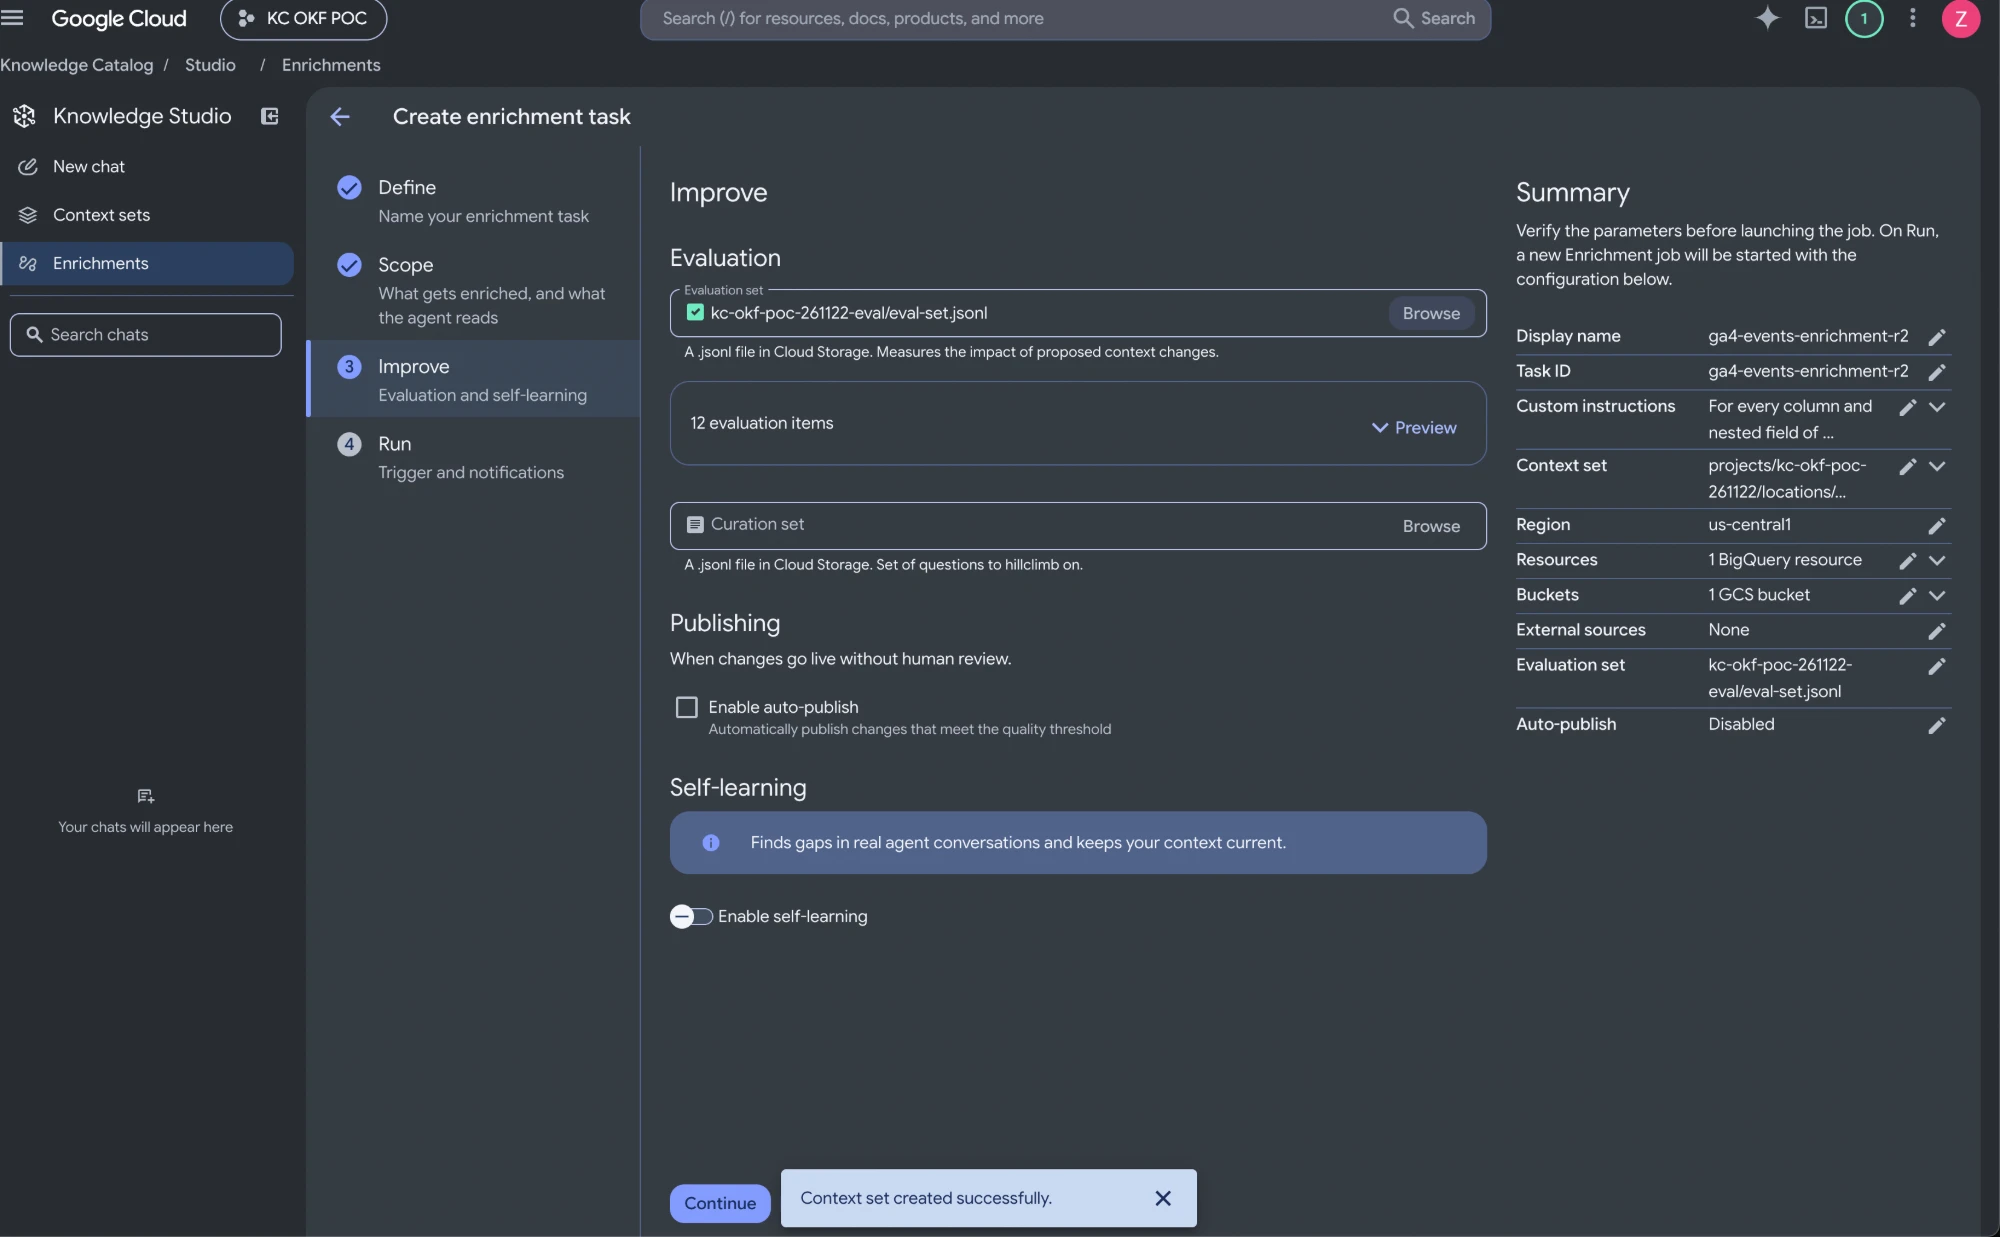 Google Cloud
KC OKF POC
Search (/) for resources, docs, products, and more
Search
1
Z
Knowledge Catalog / Studio / Enrichments
Knowledge Studio
New chat
Context sets
Enrichments
Search chats
Your chats will appear here
Create enrichment task
Define
Name your enrichment task
Scope
What gets enriched, and what
the agent reads
3
Improve
Evaluation and self-learning
4
Run
Trigger and notifications
Improve
Evaluation
Evaluation set
kc-okf-poc-261122-eval/eval-set.jsonl
Browse
A .jsonl file in Cloud Storage. Measures the impact of proposed context changes.
12 evaluation items
Preview
Curation set
Browse
A .jsonl file in Cloud Storage. Set of questions to hillclimb on.
Publishing
When changes go live without human review.
Enable auto-publish
Automatically publish changes that meet the quality threshold
Self-learning
Finds gaps in real agent conversations and keeps your context current.
Enable self-learning
Continue
Context set created successfully.
Summary
Verify the parameters before launching the job. On Run,
a new Enrichment job will be started with the
configuration below.
Display name ga4-events-enrichment-r2
Task ID ga4-events-enrichment-r2
Custom instructions For every column and
nested field of ...
Context set projects/kc-okf-poc-
261122/locations/...
Region us-central1
Resources 1 BigQuery resource
Buckets 1 GCS bucket
External sources None
Evaluation set kc-okf-poc-261122-
eval/eval-set.jsonl
Auto-publish Disabled